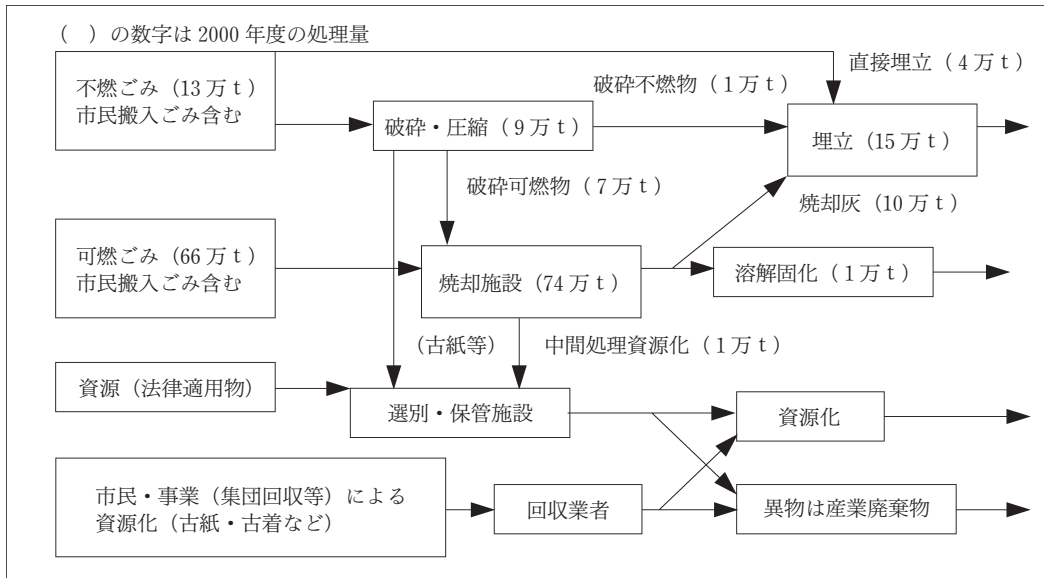 （　）の数字は 2000 年度の処理量
不燃ごみ（13 万 t ）
市民搬入ごみ含む
直接埋立（ 4 万 t ）
破砕不燃物（ 1 万 t ）
破砕・圧縮（ 9 万 t ）
埋立（15 万 t ）
破砕可燃物（ 7 万 t ）
焼却灰（10 万 t ）
可燃ごみ（66 万 t ）
市民搬入ごみ含む
焼却施設（74 万 t ）
溶解固化（ 1 万 t ）
（古紙等）
中間処理資源化（ 1 万 t ）
資源（法律適用物）
選別・保管施設
資源化
市民・事業（集団回収等）による
資源化（古紙・古着など）
回収業者
異物は産業廃棄物